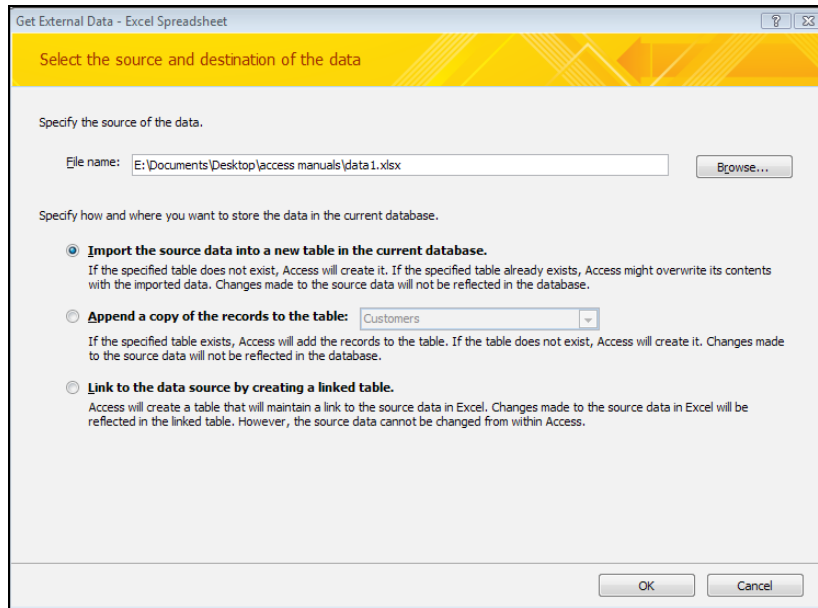 Get External Data - Excel Spreadsheet
Select the source and destination of the data
Specify the source of the data.
File name: E:\Documents\Desktop\access manuals\data1.xlsx Browse...
Specify how and where you want to store the data in the current database.
Import the source data into a new table in the current database.
If the specified table does not exist, Access will create it. If the specified table already exists, Access might overwrite its contents
with the imported data. Changes made to the source data will not be reflected in the database.
Append a copy of the records to the table: Customers
If the specified table exists, Access will add the records to the table. If the table does not exist, Access will create it. Changes made
to the source data will not be reflected in the database.
Link to the data source by creating a linked table.
Access will create a table that will maintain a link to the source data in Excel. Changes made to the source data in Excel will be
reflected in the linked table. However, the source data cannot be changed from within Access.
OK Cancel